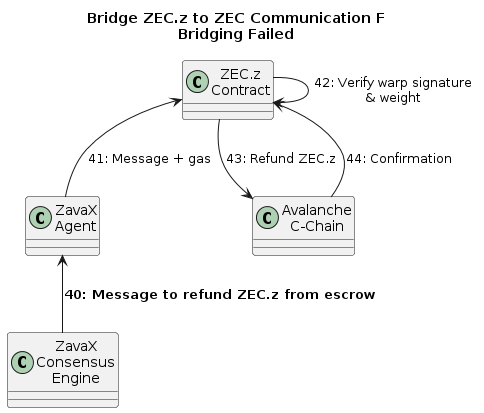 Bridge ZEC.z to ZEC Communication F
Bridging Failed
C
ZEC.z
Contract
42: Verify warp signature
& weight
41: Message + gas
43: Refund ZEC.z
44: Confirmation
C
ZavaX
Agent
C
Avalanche
C-Chain
40: Message to refund ZEC.z from escrow
C
ZavaX
Consensus
Engine